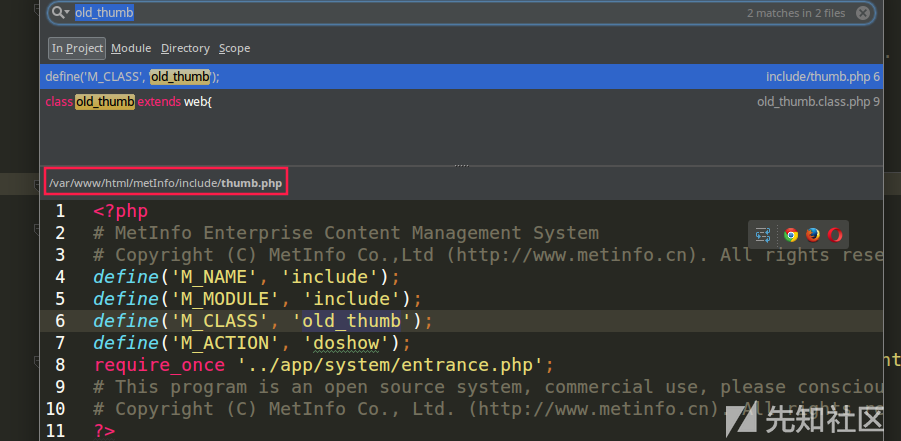 old_thumb
2 matches in 2 files
In Project Module Directory Scope
define('M_CLASS', 'old_thumb'); include/thumb.php 6
class old_thumb extends web{ old_thumb.class.php 9
/var/www/html/metInfo/include/thumb.php
1 <?php
2 # MetInfo Enterprise Content Management System
3 # Copyright (C) MetInfo Co.,Ltd (http://www.metinfo.cn). All rights rese
4 define('M_NAME', 'include');
5 define('M_MODULE', 'include');
6 define('M_CLASS', 'old_thumb');
7 define('M_ACTION', 'doshow');
8 require_once '../app/system/entrance.php';
9 # This program is an open source system, commercial use, please consciou
10 # Copyright (C) MetInfo Co., Ltd. (http://www.metinfo.cn). All rights re
11 ?>
nt
先知社区